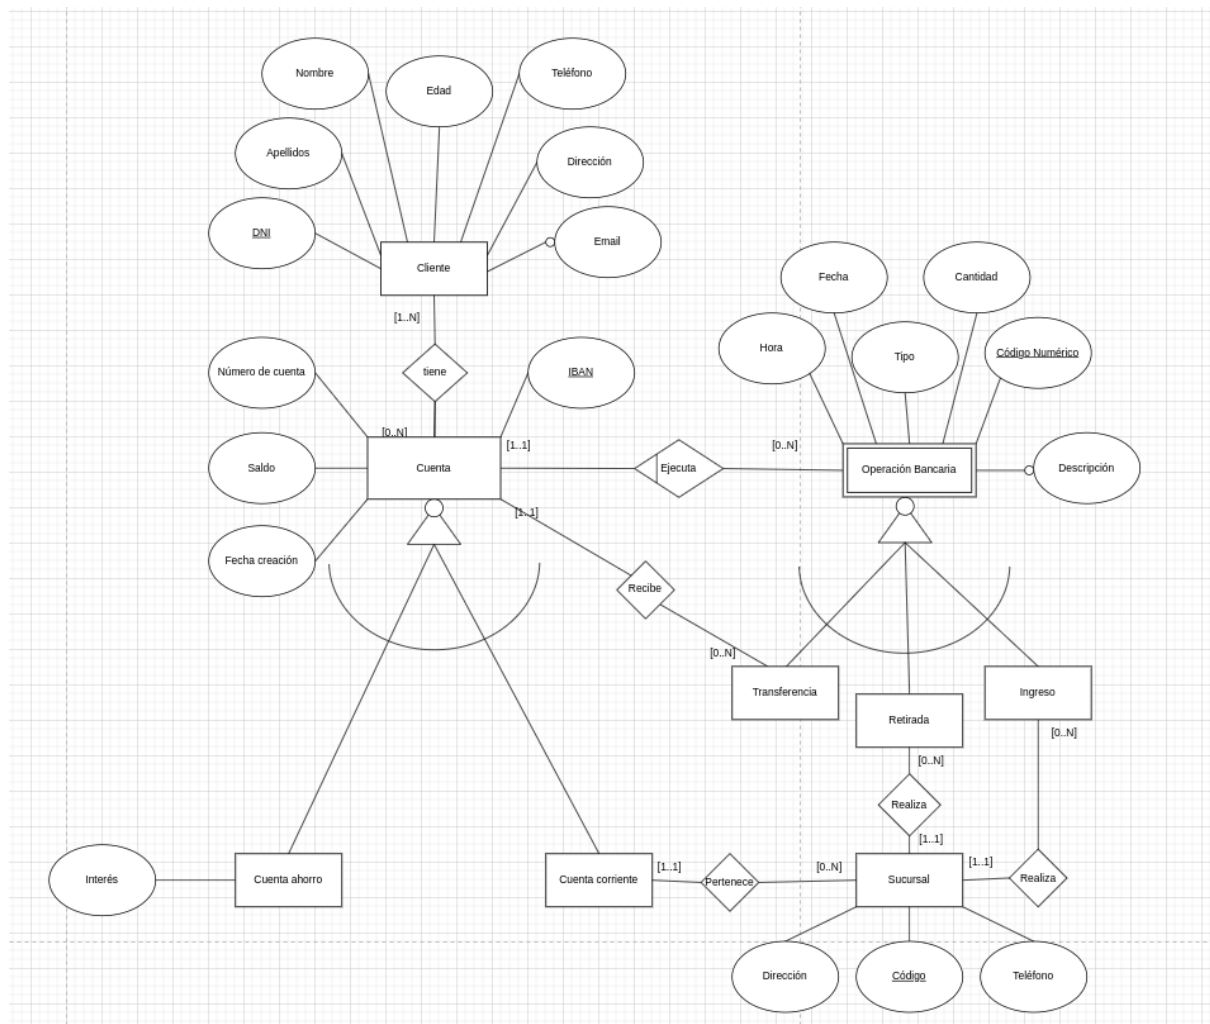 Nombre
Edad
Teléfono
Apellidos
Dirección
DNI
Email
Cliente
[1..N]
Fecha
Cantidad
Hora
Tipo
Código Numérico
Número de cuenta
tiene
IBAN
[0..N]
[1..1]
[0..N]
Saldo
Cuenta
Ejecuta
Operación Bancaria
Descripción
[1..1]
Fecha creación
Recibe
[0..N]
Transferencia
Retirada
Ingreso
[0..N]
[0..N]
Realiza
[1..1]
Interés
Cuenta ahorro
Cuenta corriente
[1..1]
Pertenece
[0..N]
Sucursal
[1..1]
Realiza
Dirección
Código
Teléfono